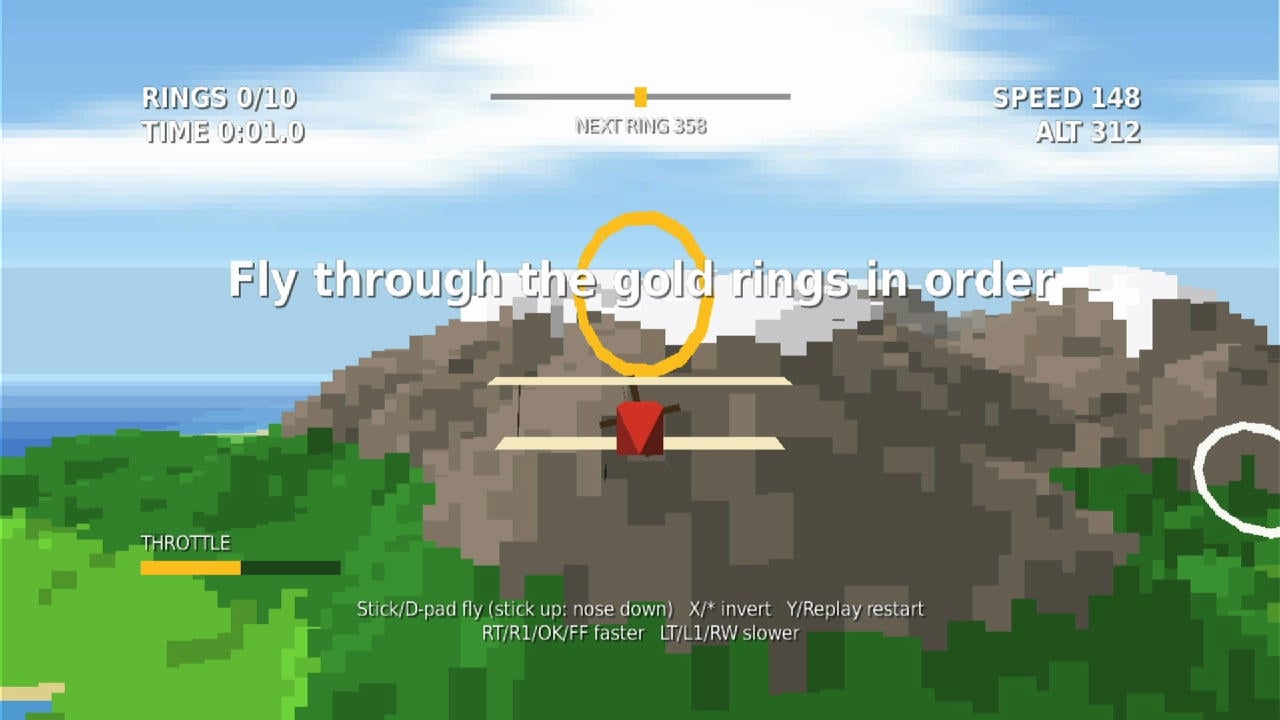 RINGS 0/10
TIME 0:01.0
NEXT RING 358
SPEED 148
ALT 312
Fly through the gold rings in order
THROTTLE
Stick/D-pad fly (stick up: nose down)   X/* invert   Y/Replay restart
RT/R1/OK/FF faster   LT/L1/RW slower